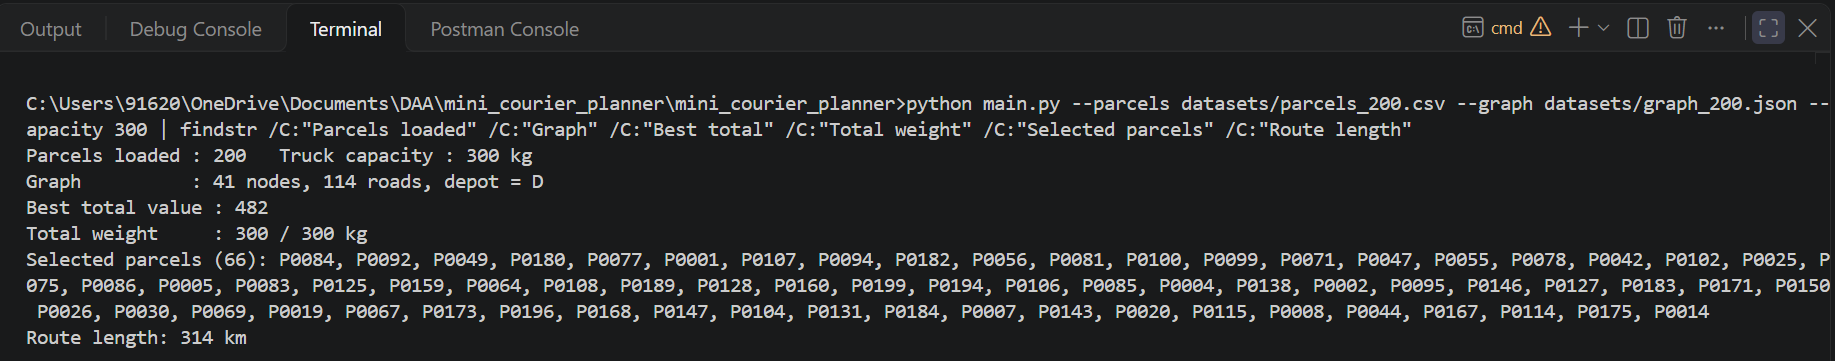 Output Debug Console Terminal Postman Console cmd
C:\Users\91620\OneDrive\Documents\DAA\mini_courier_planner\mini_courier_planner>python main.py --parcels datasets/parcels_200.csv --graph datasets/graph_200.json --
apacity 300 | findstr /C:"Parcels loaded" /C:"Graph" /C:"Best total" /C:"Total weight" /C:"Selected parcels" /C:"Route length"
Parcels loaded : 200   Truck capacity : 300 kg
Graph          : 41 nodes, 114 roads, depot = D
Best total value : 482
Total weight     : 300 / 300 kg
Selected parcels (66): P0084, P0092, P0049, P0180, P0077, P0001, P0107, P0094, P0182, P0056, P0081, P0100, P0099, P0071, P0047, P0055, P0078, P0042, P0102, P0025, P
075, P0086, P0005, P0083, P0125, P0159, P0064, P0108, P0189, P0128, P0160, P0199, P0194, P0106, P0085, P0004, P0138, P0002, P0095, P0146, P0127, P0183, P0171, P0150
P0026, P0030, P0069, P0019, P0067, P0173, P0196, P0168, P0147, P0104, P0131, P0184, P0007, P0143, P0020, P0115, P0008, P0044, P0167, P0114, P0175, P0014
Route length: 314 km